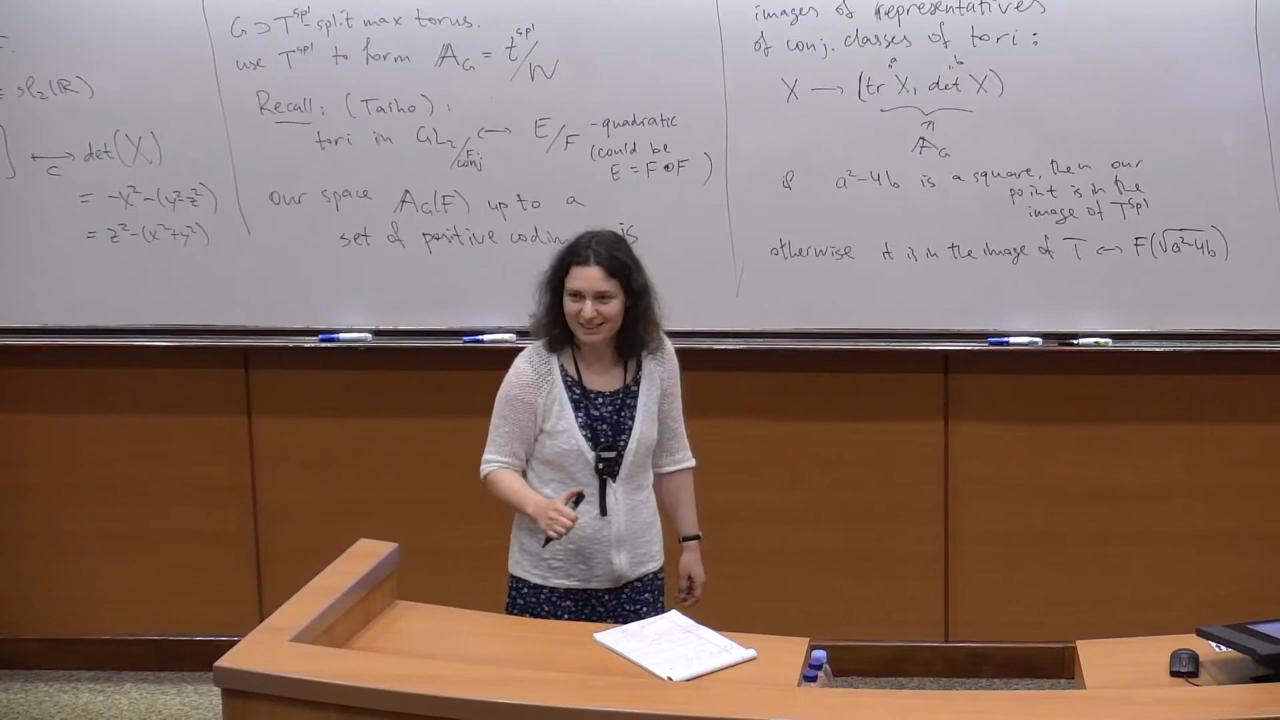 sl₂(ℝ)
] ⟷ det(X)
c
= -x²-(y²-z²)
= z²-(x²+y²)
G ⊃ T^spl - split max torus.
use T^spl to form 𝔸_G = t^spl/W
Recall: (Tasho):
tori in GL₂/F-conj ⟷ E/F - quadratic
(could be
E = F⊕F)
our space 𝔸_G(F) up to a
set of positive codim is
images of representatives
of conj. classes of tori:
a b
X ⟶ (tr X, det X)
∩
𝔸_G
if a²-4b is a square, then our
point is in the
image of T^spl
otherwise it is in the image of T ↔ F(√a²-4b)